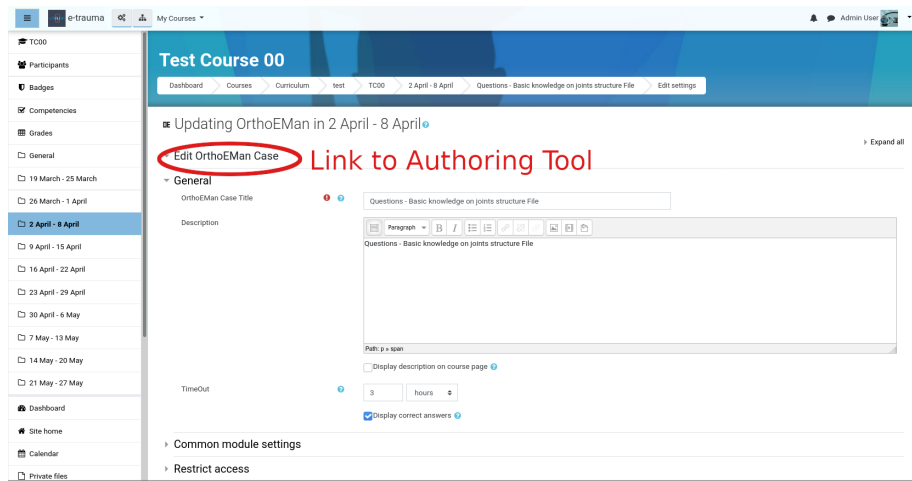 e-trauma
My Courses
Admin User
TC00
Participants
Badges
Competencies
Grades
General
19 March - 25 March
26 March - 1 April
2 April - 8 April
9 April - 15 April
16 April - 22 April
23 April - 29 April
30 April - 6 May
7 May - 13 May
14 May - 20 May
21 May - 27 May
Dashboard
Site home
Calendar
Private files
Test Course 00
Dashboard Courses Curriculum test TC00 2 April - 8 April Questions - Basic knowledge on joints structure File Edit settings
Updating OrthoEMan in 2 April - 8 April
Expand all
Edit OrthoEMan Case Link to Authoring Tool
General
OrthoEMan Case Title Questions - Basic knowledge on joints structure File
Description Paragraph B I
Questions - Basic knowledge on joints structure File
Path: p » span
Display description on course page
TimeOut 3 hours
Display correct answers
Common module settings
Restrict access